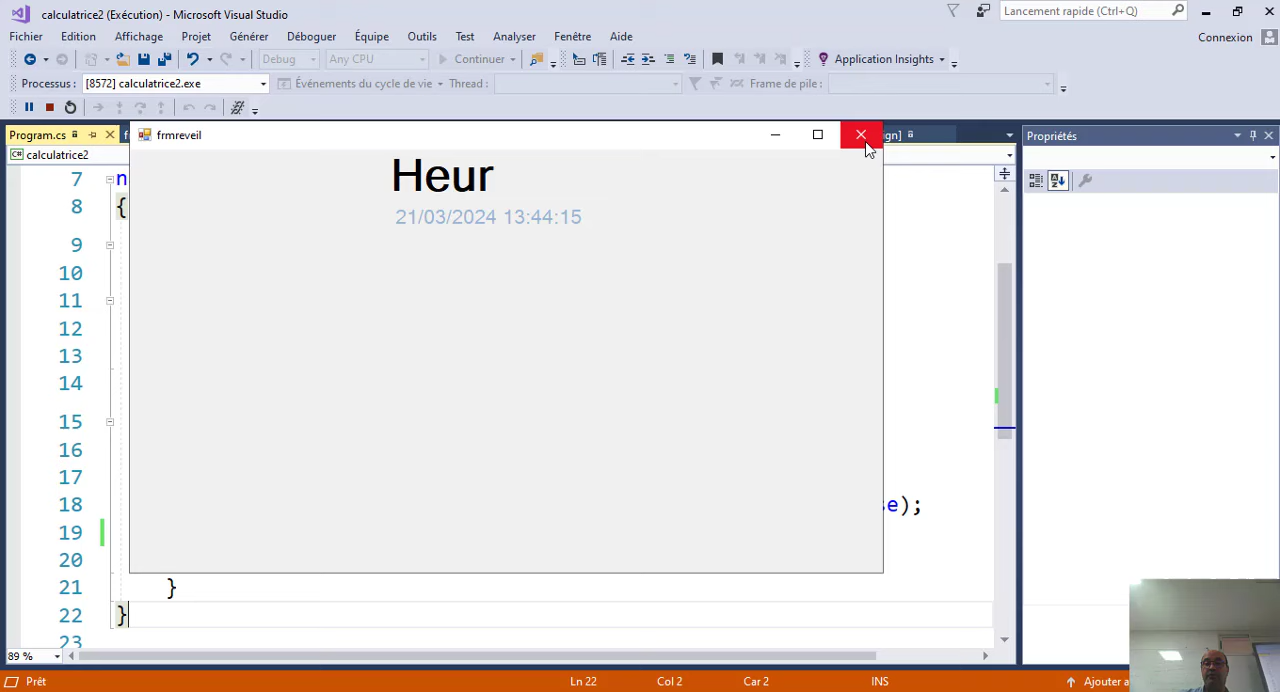 calculatrice2 (Exécution) - Microsoft Visual Studio
Lancement rapide (Ctrl+Q)
Fichier Edition Affichage Projet Générer Déboguer Équipe Outils Test Analyser Fenêtre Aide
Connexion
Debug Any CPU Continuer Application Insights
Processus : [8572] calculatrice2.exe Événements du cycle de vie Thread : Frame de pile :
Program.cs
frmreveil
ign]
Propriétés
calculatrice2
Heur
21/03/2024 13:44:15
7 n
8 {
9
10
11
12
13
14
15
16
17
18 se);
19
20
21 }
22 }
23
89 %
Prêt Ln 22 Col 2 Car 2 INS Ajouter a